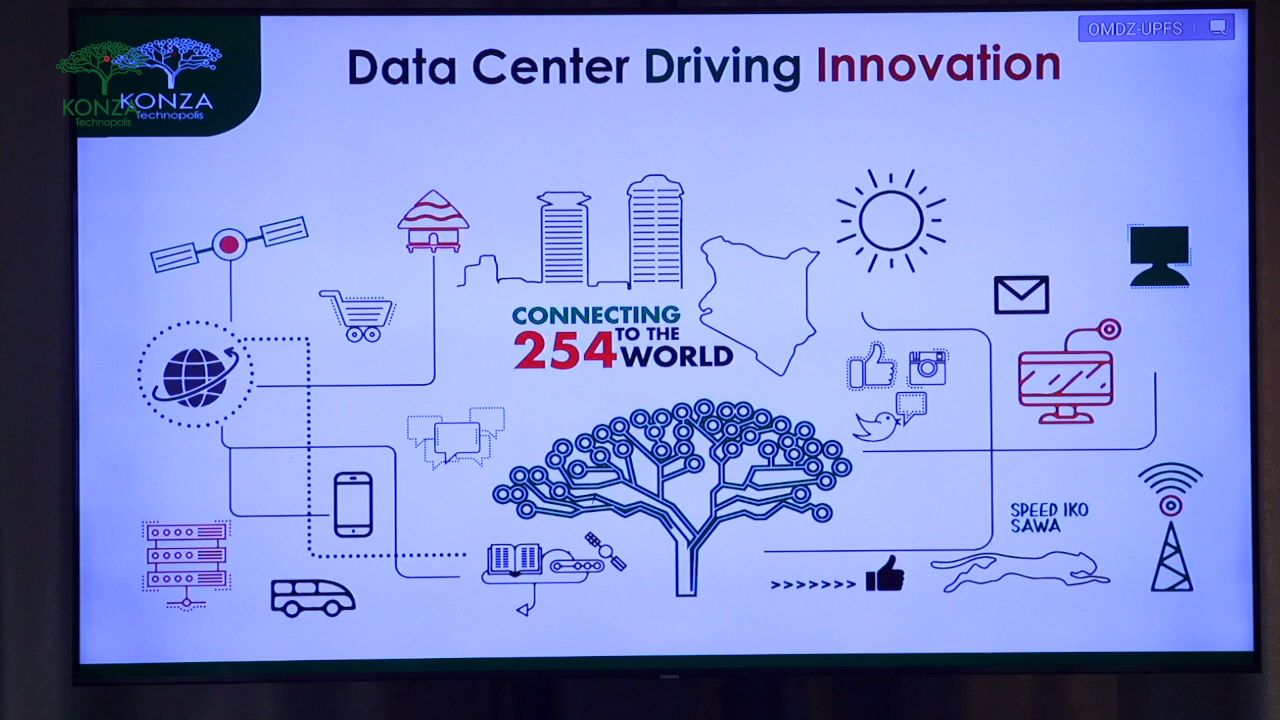 KONZA
Technopolis
KONZA
Technopolis
Data Center Driving Innovation
OMDZ-UPFS
CONNECTING
254 TO THE
WORLD
SPEED IKO
SAWA